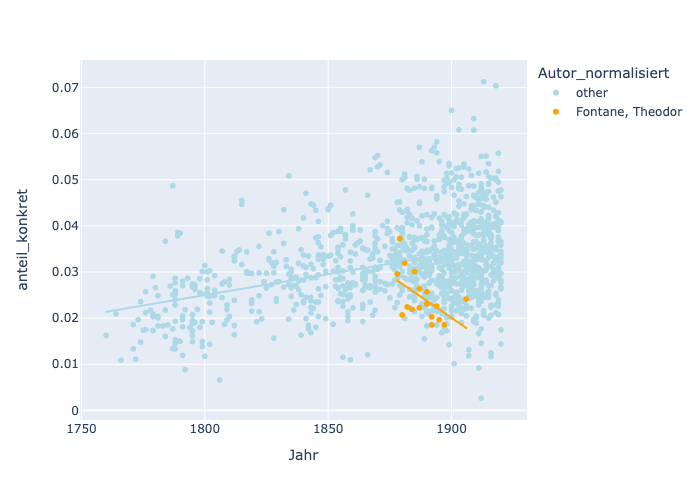 Autor_normalisiert
other
Fontane, Theodor
0.07
0.06
0.05
0.04
0.03
0.02
0.01
0
anteil_konkret
1750 1800 1850 1900
Jahr